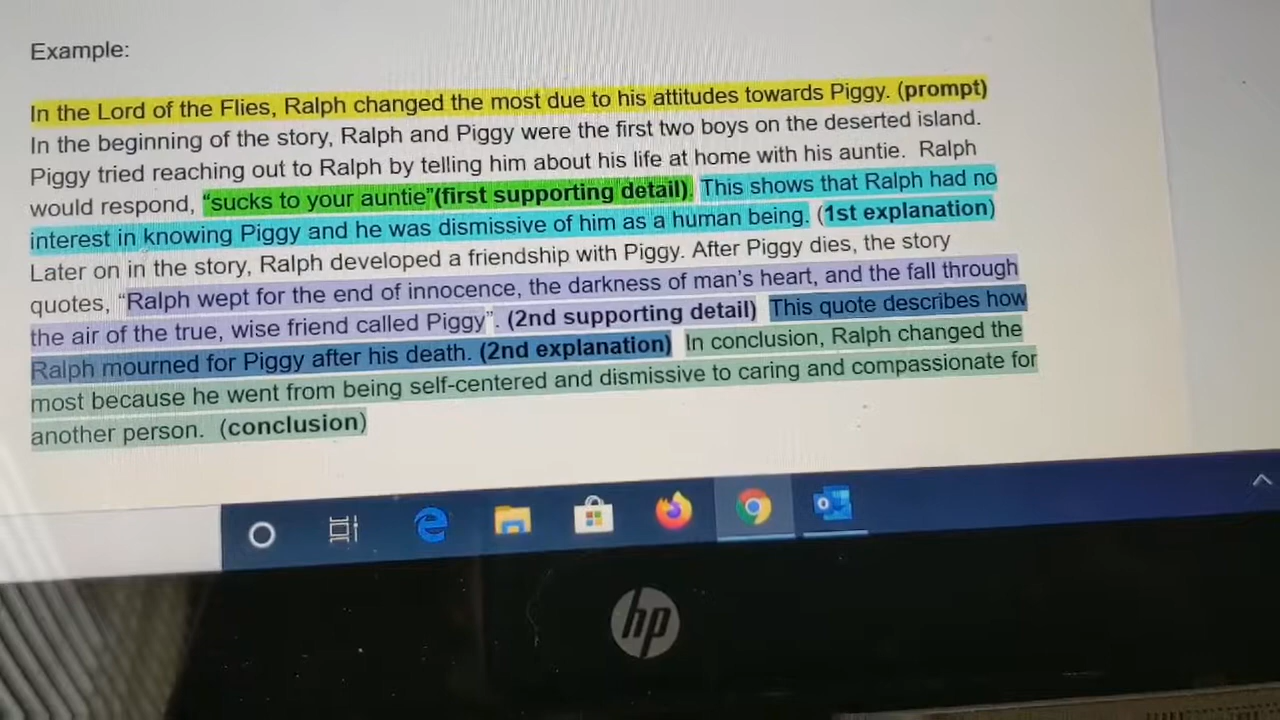 Example:
In the Lord of the Flies, Ralph changed the most due to his attitudes towards Piggy. (prompt)
In the beginning of the story, Ralph and Piggy were the first two boys on the deserted island.
Piggy tried reaching out to Ralph by telling him about his life at home with his auntie.  Ralph
would respond, “sucks to your auntie”(first supporting detail). This shows that Ralph had no
interest in knowing Piggy and he was dismissive of him as a human being. (1st explanation)
Later on in the story, Ralph developed a friendship with Piggy. After Piggy dies, the story
quotes, “Ralph wept for the end of innocence, the darkness of man’s heart, and the fall through
the air of the true, wise friend called Piggy”. (2nd supporting detail)  This quote describes how
Ralph mourned for Piggy after his death. (2nd explanation)  In conclusion, Ralph changed the
most because he went from being self-centered and dismissive to caring and compassionate for
another person.  (conclusion)
hp